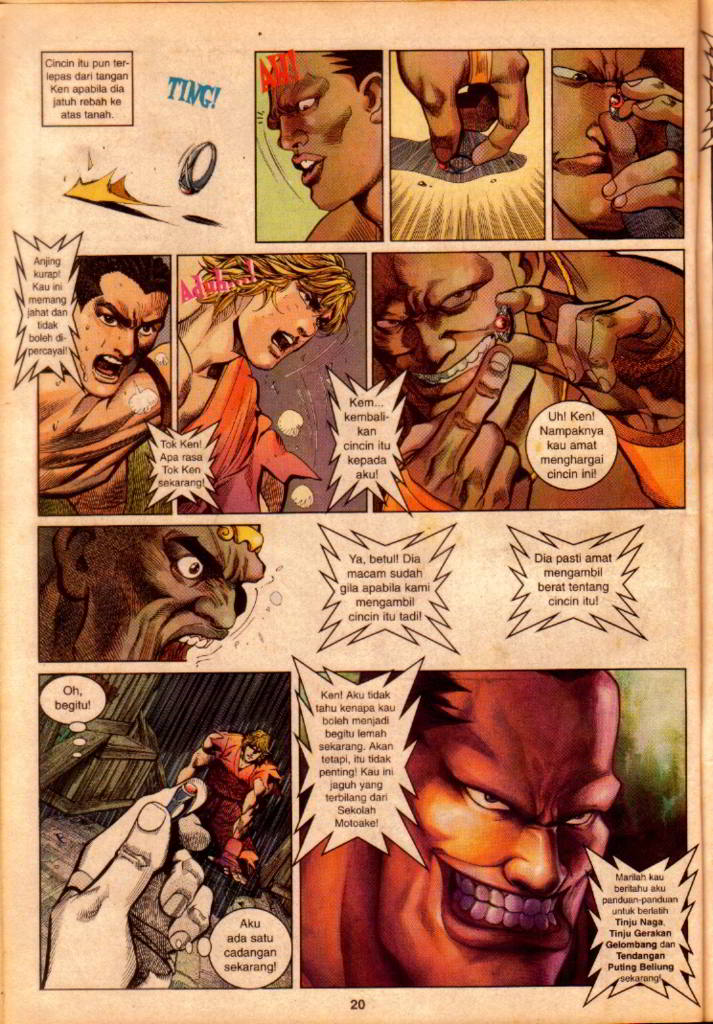 Cincin itu pun ter-
lepas dari tangan
Ken apabila dia
jatuh rebah ke
atas tanah.
TING!
AH!
Anjing
kurap!
Kau ini
memang
jahat dan
tidak
boleh di-
percayai!
Aduh...!
Tok Ken!
Apa rasa
Tok Ken
sekarang!
Kem...
kembali-
kan
cincin itu
kepada
aku!
Uh! Ken!
Nampaknya
kau amat
menghargai
cincin ini!
Ya, betul! Dia
macam sudah
gila apabila kami
mengambil
cincin itu tadi!
Dia pasti amat
mengambil
berat tentang
cincin itu!
Oh,
begitu!
Aku
ada satu
cadangan
sekarang!
Ken! Aku tidak
tahu kenapa kau
boleh menjadi
begitu lemah
sekarang. Akan
tetapi, itu tidak
penting! Kau ini
jaguh yang
terbilang dari
Sekolah
Motoake!
Marilah kau
beritahu aku
panduan-panduan
untuk berlatih
Tinju Naga,
Tinju Gerakan
Gelombang dan
Tendangan
Puting Beliung
sekarang!
20